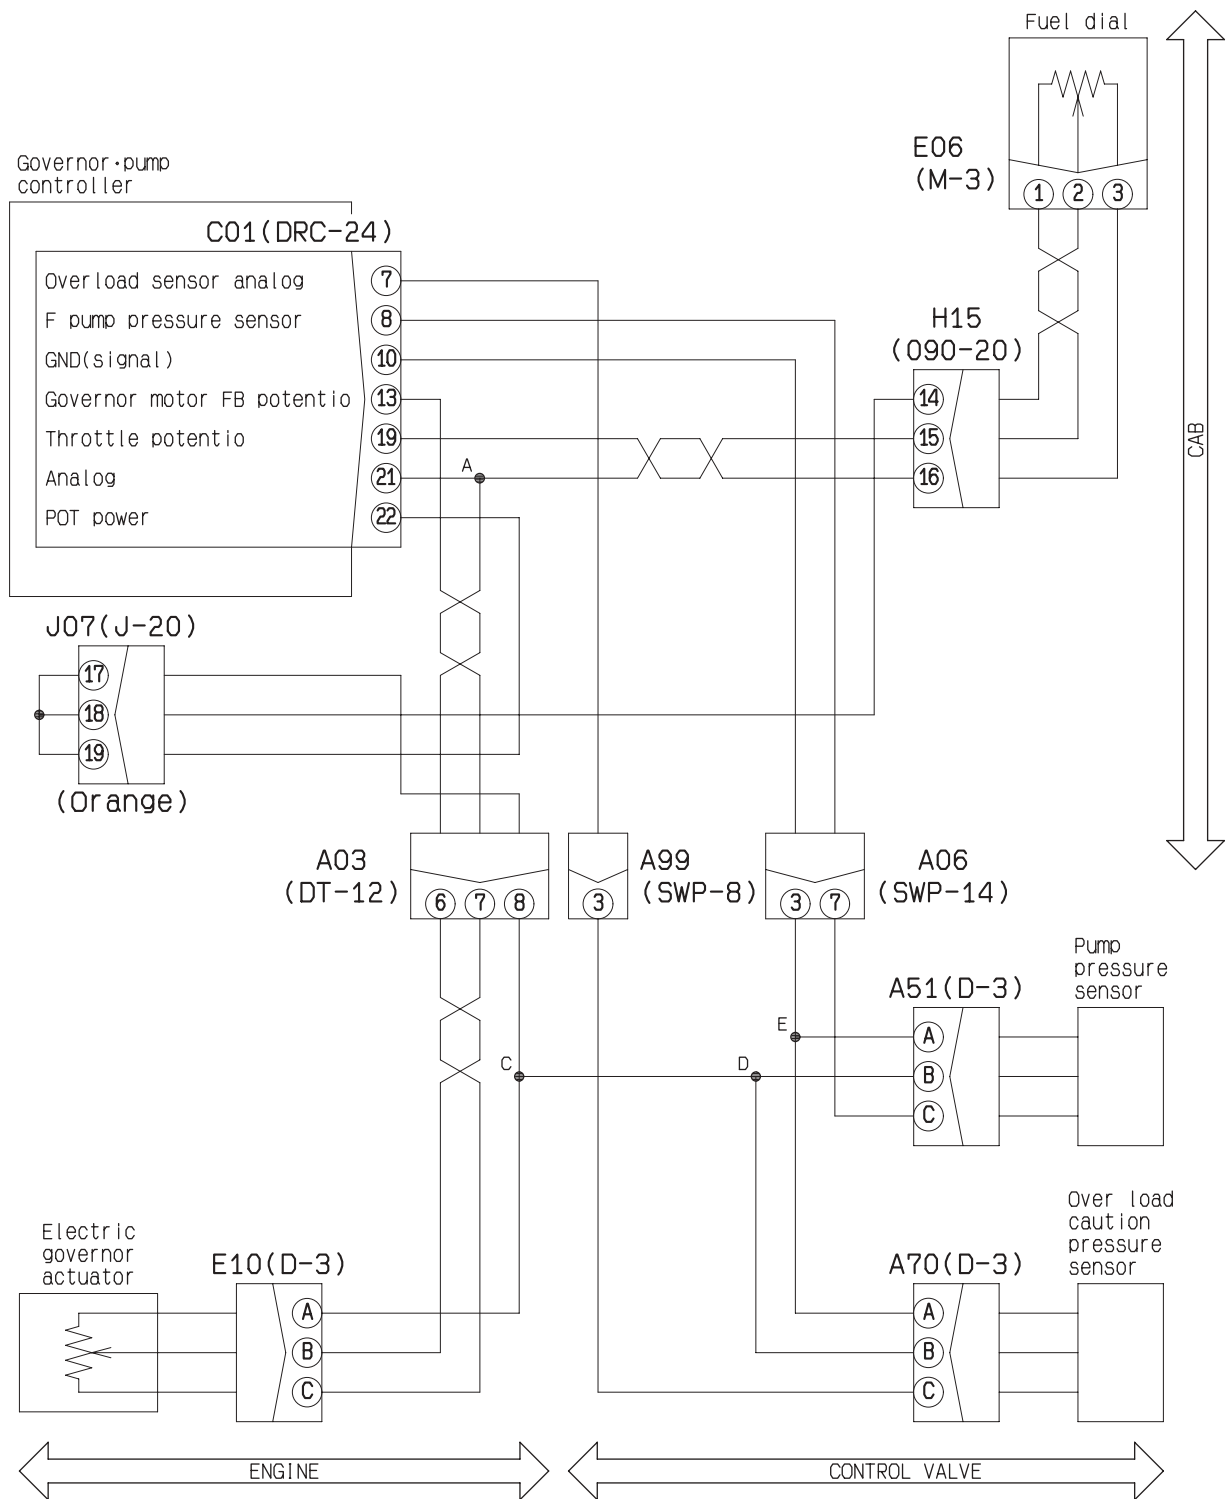 Fuel dial
E06
(M-3)
1 2 3
Governor·pump
controller
C01(DRC-24)
Overload sensor analog 7
F pump pressure sensor 8
GND(signal) 10
Governor motor FB potentio 13
Throttle potentio 19
Analog 21
POT power 22
A
H15
(090-20)
14
15
16
CAB
J07(J-20)
17
18
19
(Orange)
A03
(DT-12)
6 7 8
A99
(SWP-8)
3
A06
(SWP-14)
3 7
Pump
pressure
sensor
A51(D-3)
A
B
C
E
C
D
Over load
caution
pressure
sensor
A70(D-3)
A
B
C
Electric
governor
actuator
E10(D-3)
A
B
C
ENGINE
CONTROL VALVE